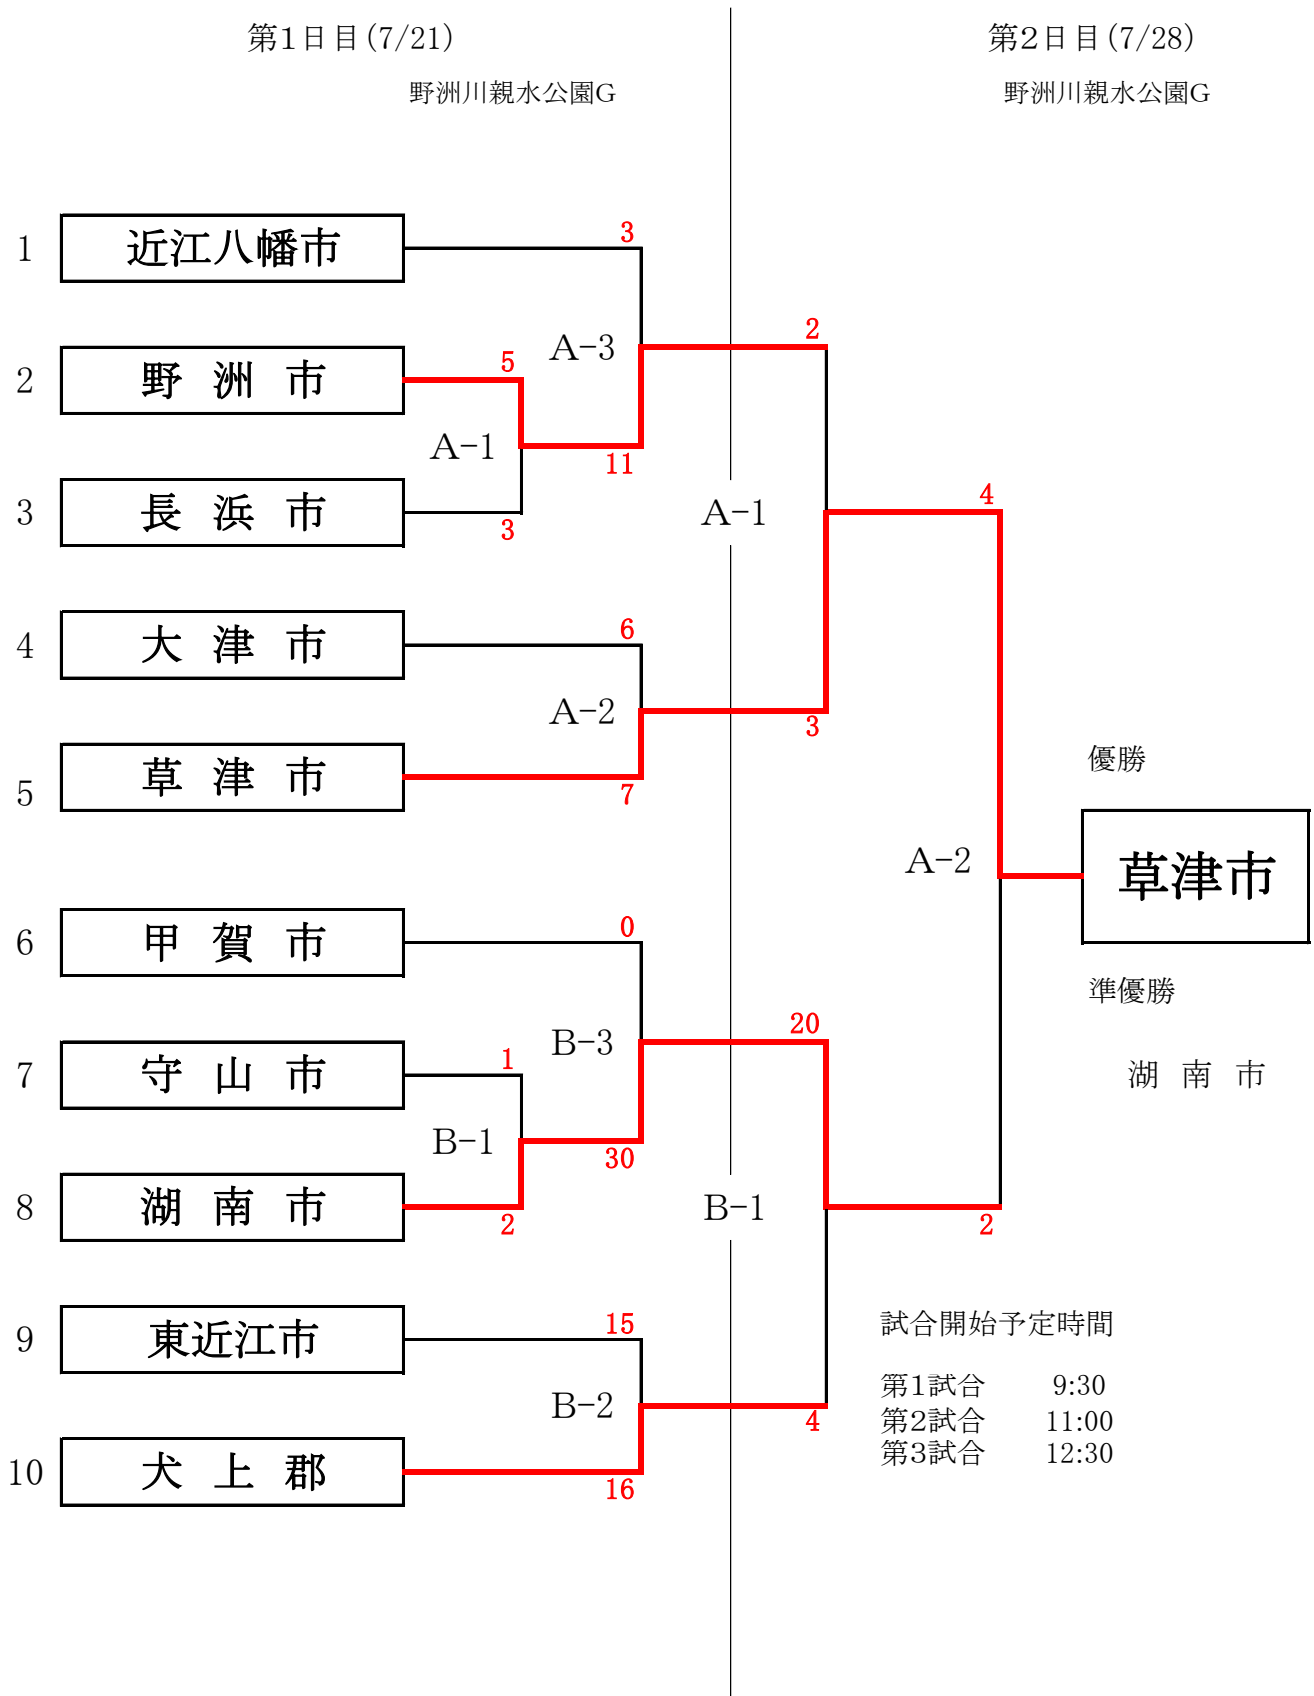 第1日目(7/21)
第2日目(7/28)
野洲川親水公園G
野洲川親水公園G
1
近江八幡市
3
A-3
2
2
野洲市
5
A-1
11
3
長浜市
3
A-1
4
4
大津市
6
A-2
3
5
草津市
7
優勝
A-2
草津市
6
甲賀市
0
準優勝
B-3
20
湖南市
7
守山市
1
B-1
30
8
湖南市
2
B-1
2
9
東近江市
15
B-2
4
10
犬上郡
16
試合開始予定時間
第1試合 9:30
第2試合 11:00
第3試合 12:30